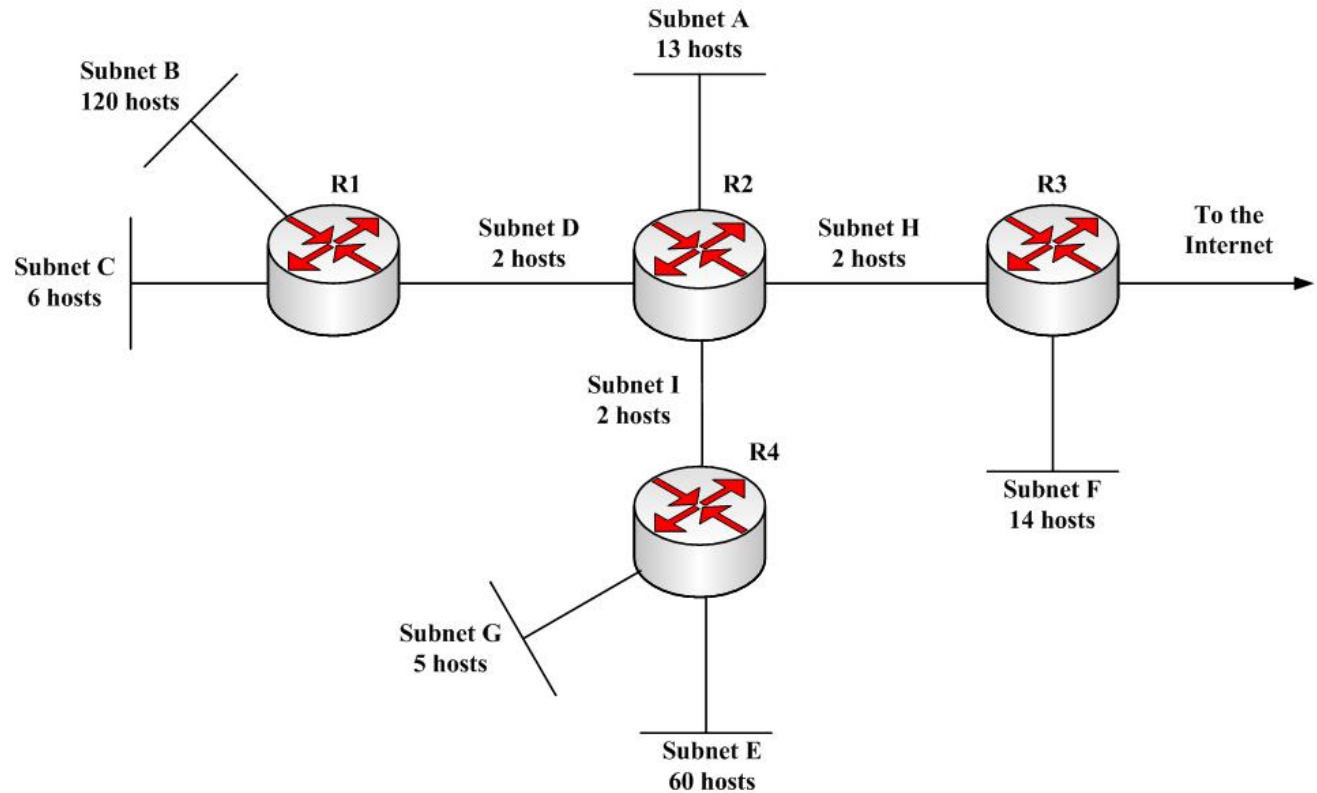 Subnet A
13 hosts
Subnet B
120 hosts
R1
R2
R3
Subnet C
6 hosts
Subnet D
2 hosts
Subnet H
2 hosts
To the
Internet
Subnet I
2 hosts
R4
Subnet F
14 hosts
Subnet G
5 hosts
Subnet E
60 hosts